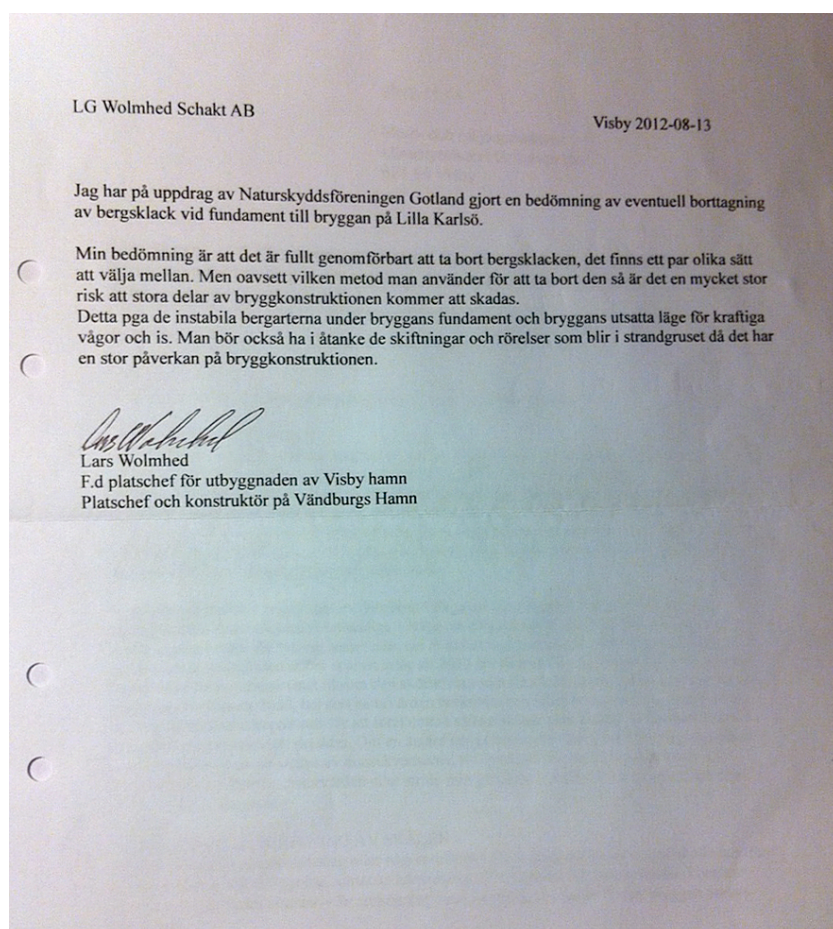 LG Wolmhed Schakt AB
Visby 2012-08-13
Jag har på uppdrag av Naturskyddsföreningen Gotland gjort en bedömning av eventuell borttagning
av bergsklack vid fundament till bryggan på Lilla Karlsö.
Min bedömning är att det är fullt genomförbart att ta bort bergsklacken, det finns ett par olika sätt
att välja mellan. Men oavsett vilken metod man använder för att ta bort den så är det en mycket stor
risk att stora delar av bryggkonstruktionen kommer att skadas.
Detta pga de instabila bergarterna under bryggans fundament och bryggans utsatta läge för kraftiga
vågor och is. Man bör också ha i åtanke de skiftningar och rörelser som blir i strandgruset då det har
en stor påverkan på bryggkonstruktionen.
Lars Wolmhed
Lars Wolmhed
F.d platschef för utbyggnaden av Visby hamn
Platschef och konstruktör på Vändburgs Hamn